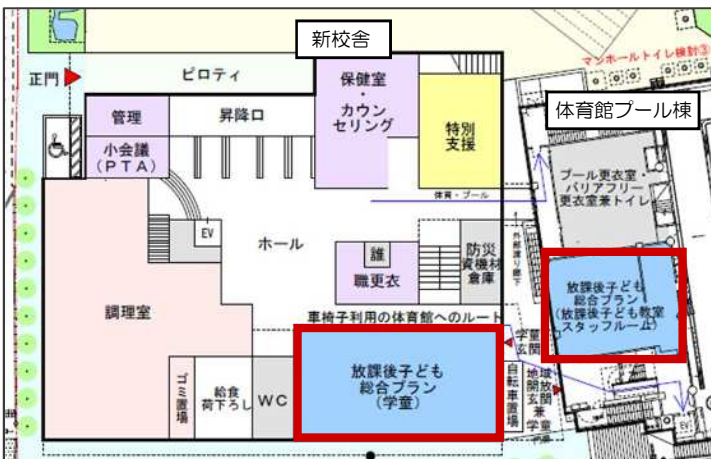 新校舎
マンホールトイレ検討③
正門
ピロティ
保健室
・
カウン
セリング
体育館プール棟
管理
昇降口
特別
支援
小会議
(PTA)
プール更衣室・
バリアフリー
更衣室兼トイレ
体育・プール
EV
ホール
外部渡り廊下
誰
職更衣
防災
資機材
倉庫
調理室
放課後子ども
総合プラン
(放課後子ども教室
スタッフルーム)
車椅子利用の体育館へのルート
学童
玄関
放課後子ども
総合プラン
(学童)
ゴミ置場
給食
荷下ろし
WC
自転車置場
地域開放
玄関兼
学童
EV